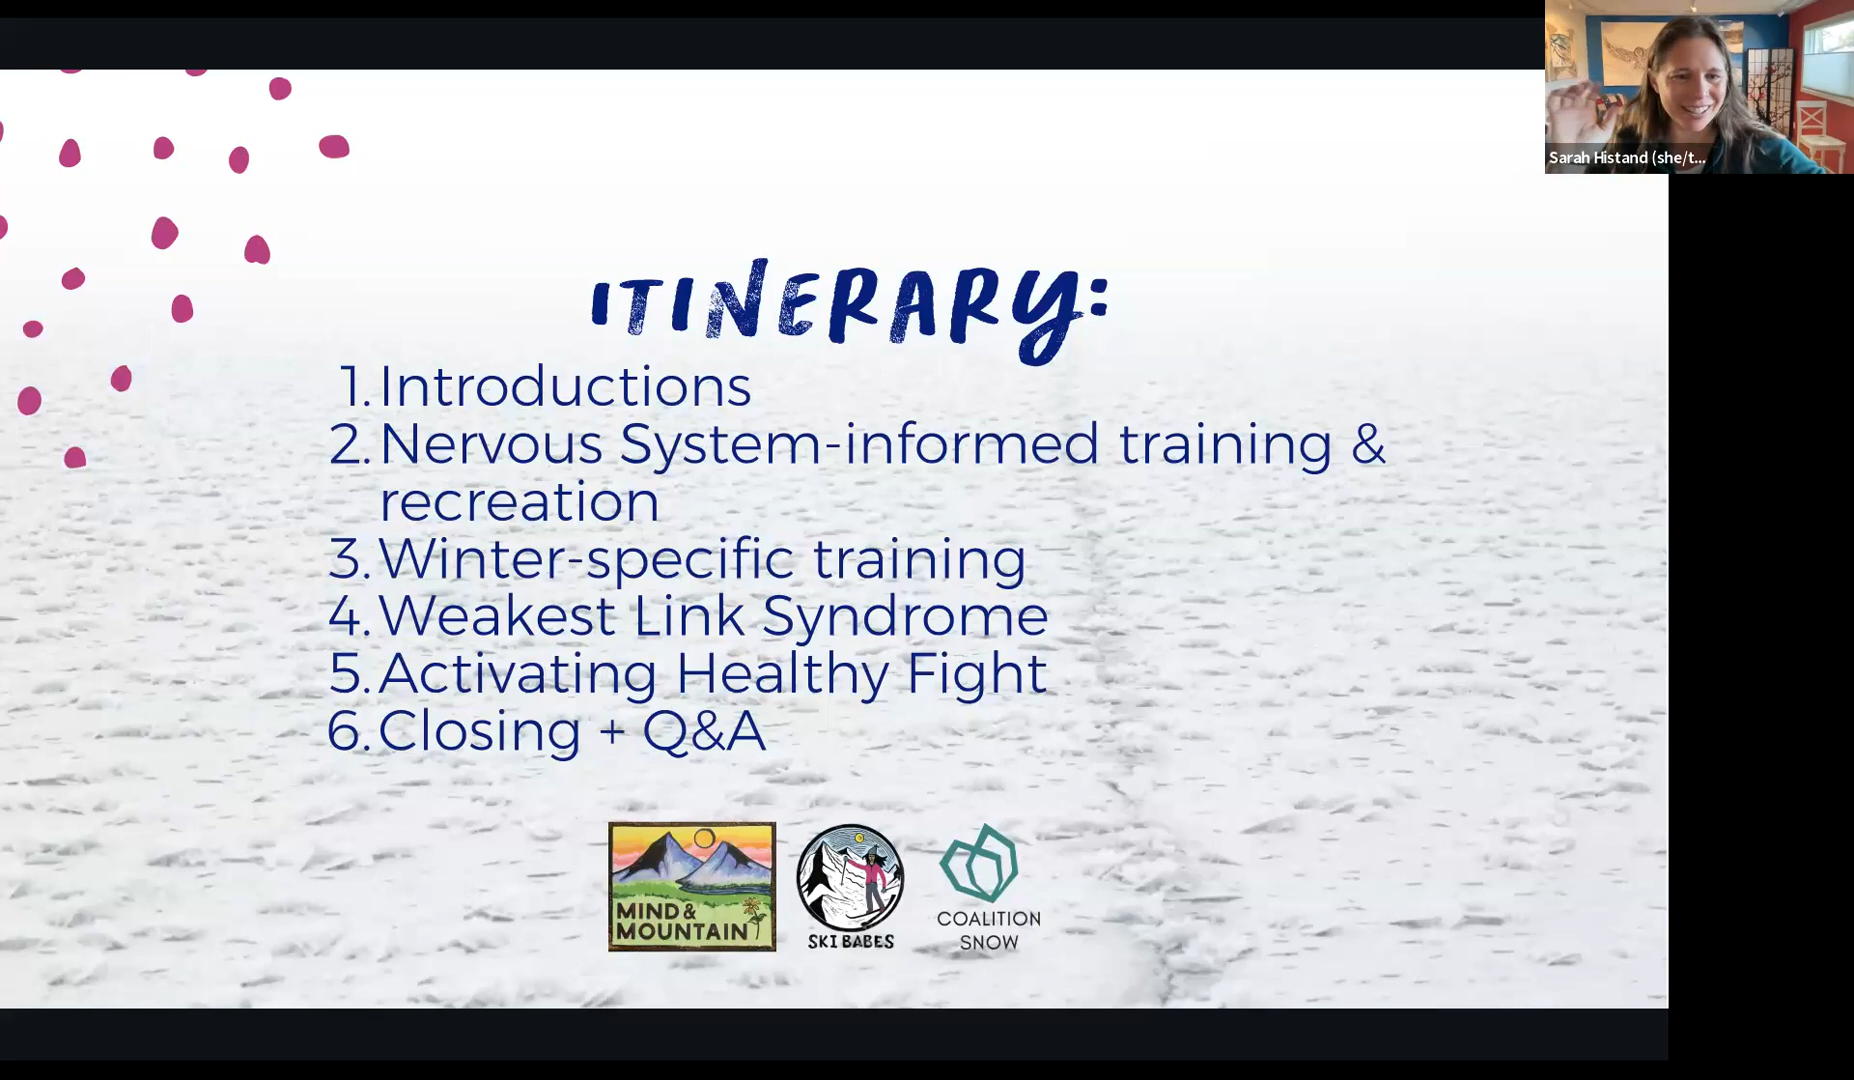 Sarah Histand (she/t...
ITINERARY:
1. Introductions
2. Nervous System-informed training &
recreation
3. Winter-specific training
4. Weakest Link Syndrome
5. Activating Healthy Fight
6. Closing + Q&A
MIND &
MOUNTAIN
SKI BABES
COALITION
SNOW